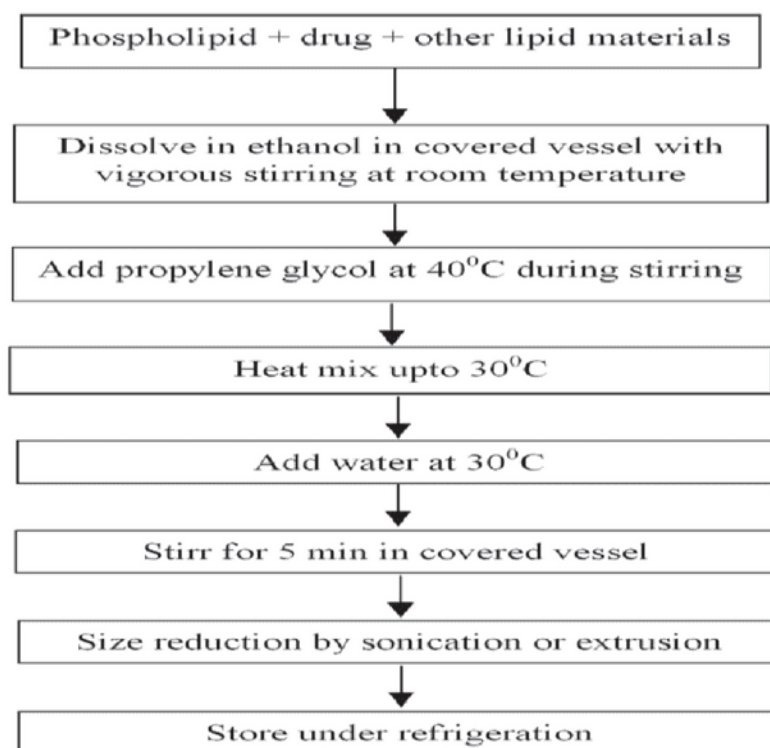 Phospholipid + drug + other lipid materials
Dissolve in ethanol in covered vessel with
vigorous stirring at room temperature
Add propylene glycol at 40⁰C during stirring
Heat mix upto 30⁰C
Add water at 30⁰C
Stirr for 5 min in covered vessel
Size reduction by sonication or extrusion
Store under refrigeration